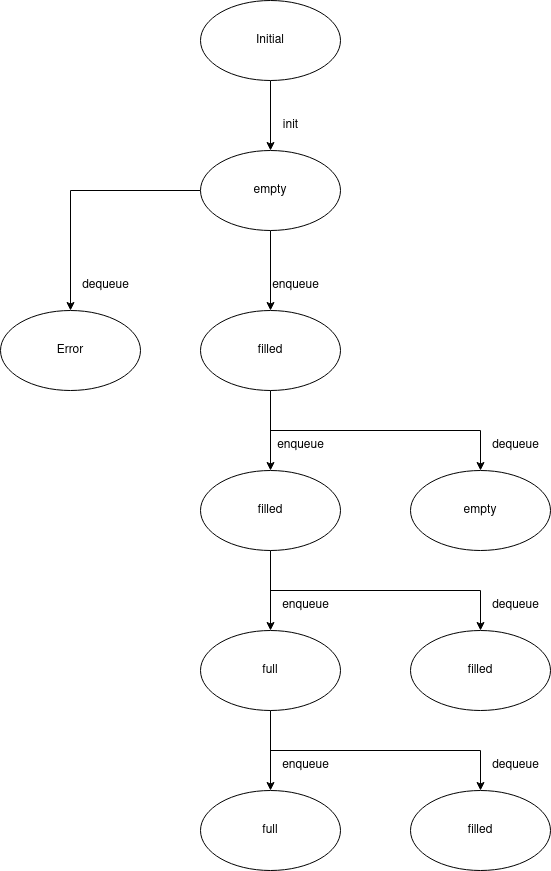 Initial
init
empty
dequeue
enqueue
Error
filled
enqueue
dequeue
filled
empty
enqueue
dequeue
full
filled
enqueue
dequeue
full
filled